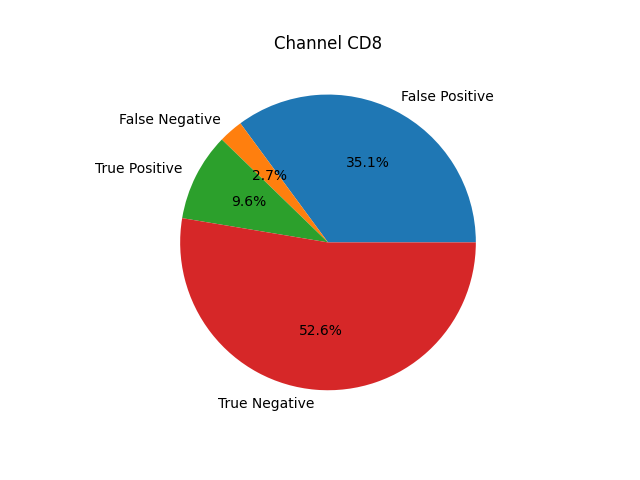 Channel CD8
False Positive
False Negative
35.1%
True Positive
2.7%
9.6%
52.6%
True Negative